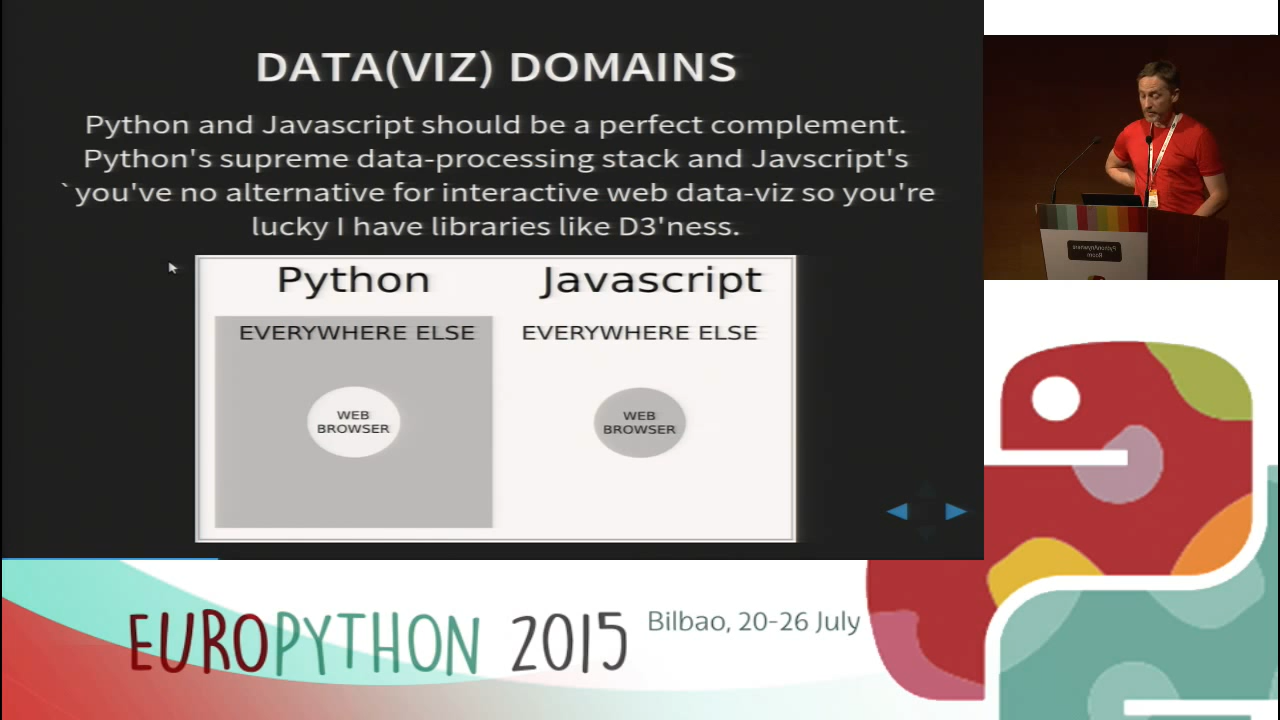 DATA(VIZ) DOMAINS
Python and Javascript should be a perfect complement.
Python's supreme data-processing stack and Javscript's
`you've no alternative for interactive web data-viz so you're
lucky I have libraries like D3'ness.
Python
Javascript
EVERYWHERE ELSE
EVERYWHERE ELSE
WEB
BROWSER
WEB
BROWSER
EUROPYTHON 2015
Bilbao, 20-26 July